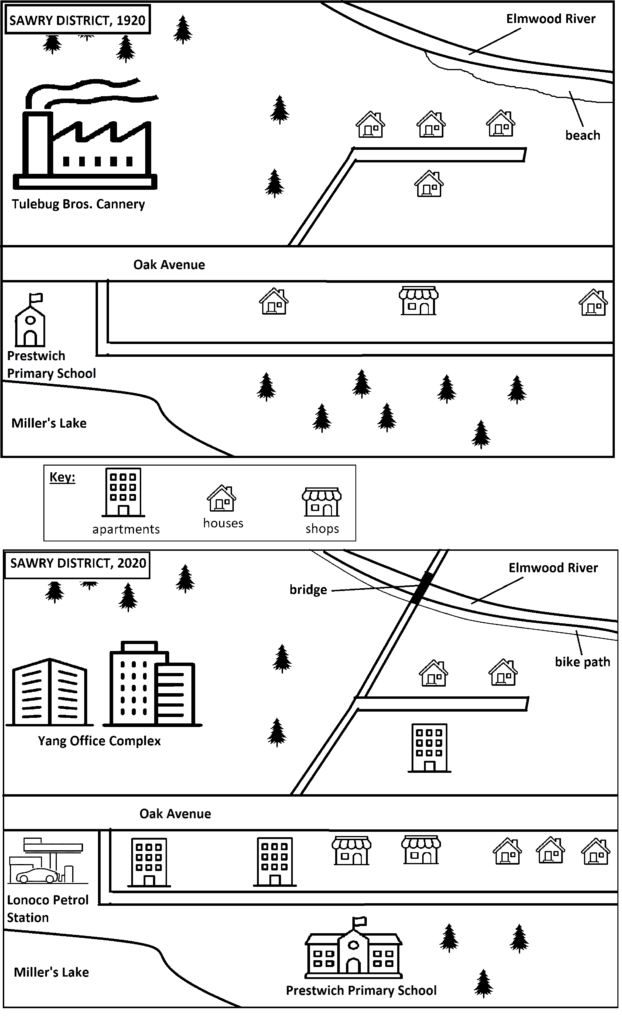 SAWRY DISTRICT, 1920
Elmwood River
beach
Tulebug Bros. Cannery
Oak Avenue
Prestwich
Primary School
Miller's Lake
Key:
apartments
houses
shops
SAWRY DISTRICT, 2020
bridge
Elmwood River
bike path
Yang Office Complex
Oak Avenue
Lonoco Petrol
Station
Miller's Lake
Prestwich Primary School